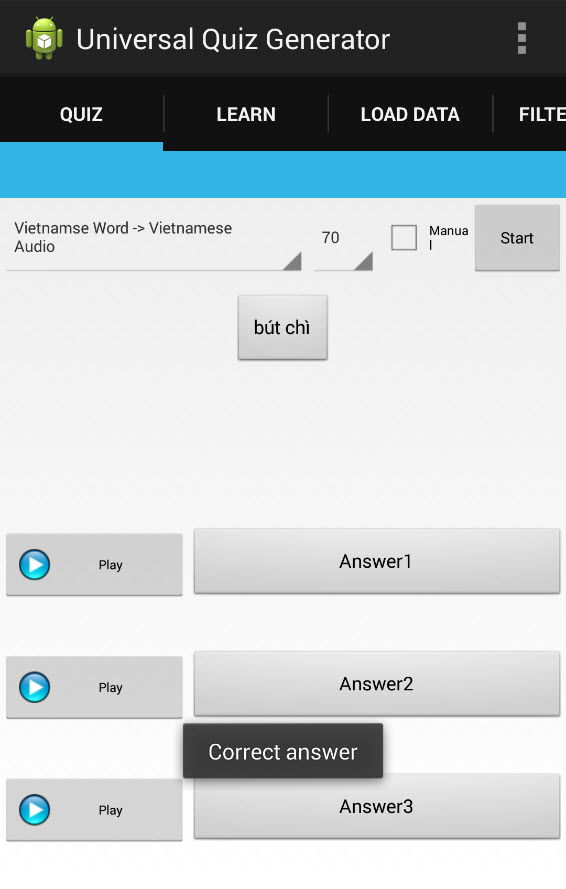 Universal Quiz Generator
QUIZ
LEARN
LOAD DATA
FILTE
Vietnamse Word -> Vietnamese
Audio
70
Manua
l
Start
bút chì
Play
Answer1
Play
Answer2
Correct answer
Play
Answer3